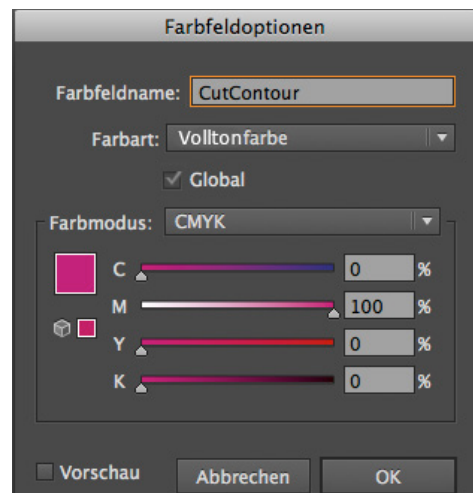 Farbfeldoptionen
Farbfeldname: CutContour
Farbart: Volltonfarbe
Global
Farbmodus: CMYK
C 0 %
M 100 %
Y 0 %
K 0 %
Vorschau Abbrechen OK